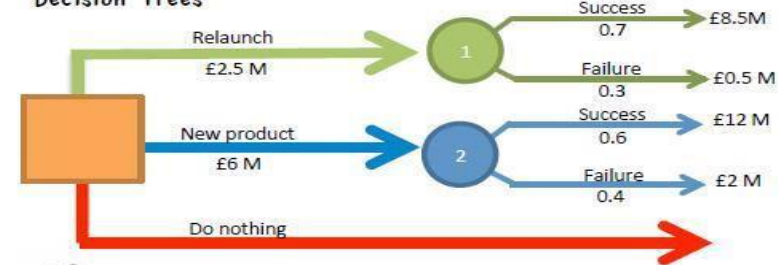 Decision Trees
Relaunch
£2.5 M
1
Success
0.7
£8.5M
Failure
0.3
£0.5 M
New product
£6 M
2
Success
0.6
£12 M
Failure
0.4
£2 M
Do nothing